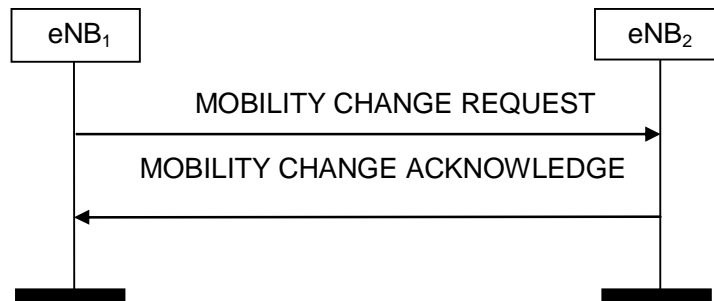 eNB₁
eNB₂
MOBILITY CHANGE REQUEST
MOBILITY CHANGE ACKNOWLEDGE